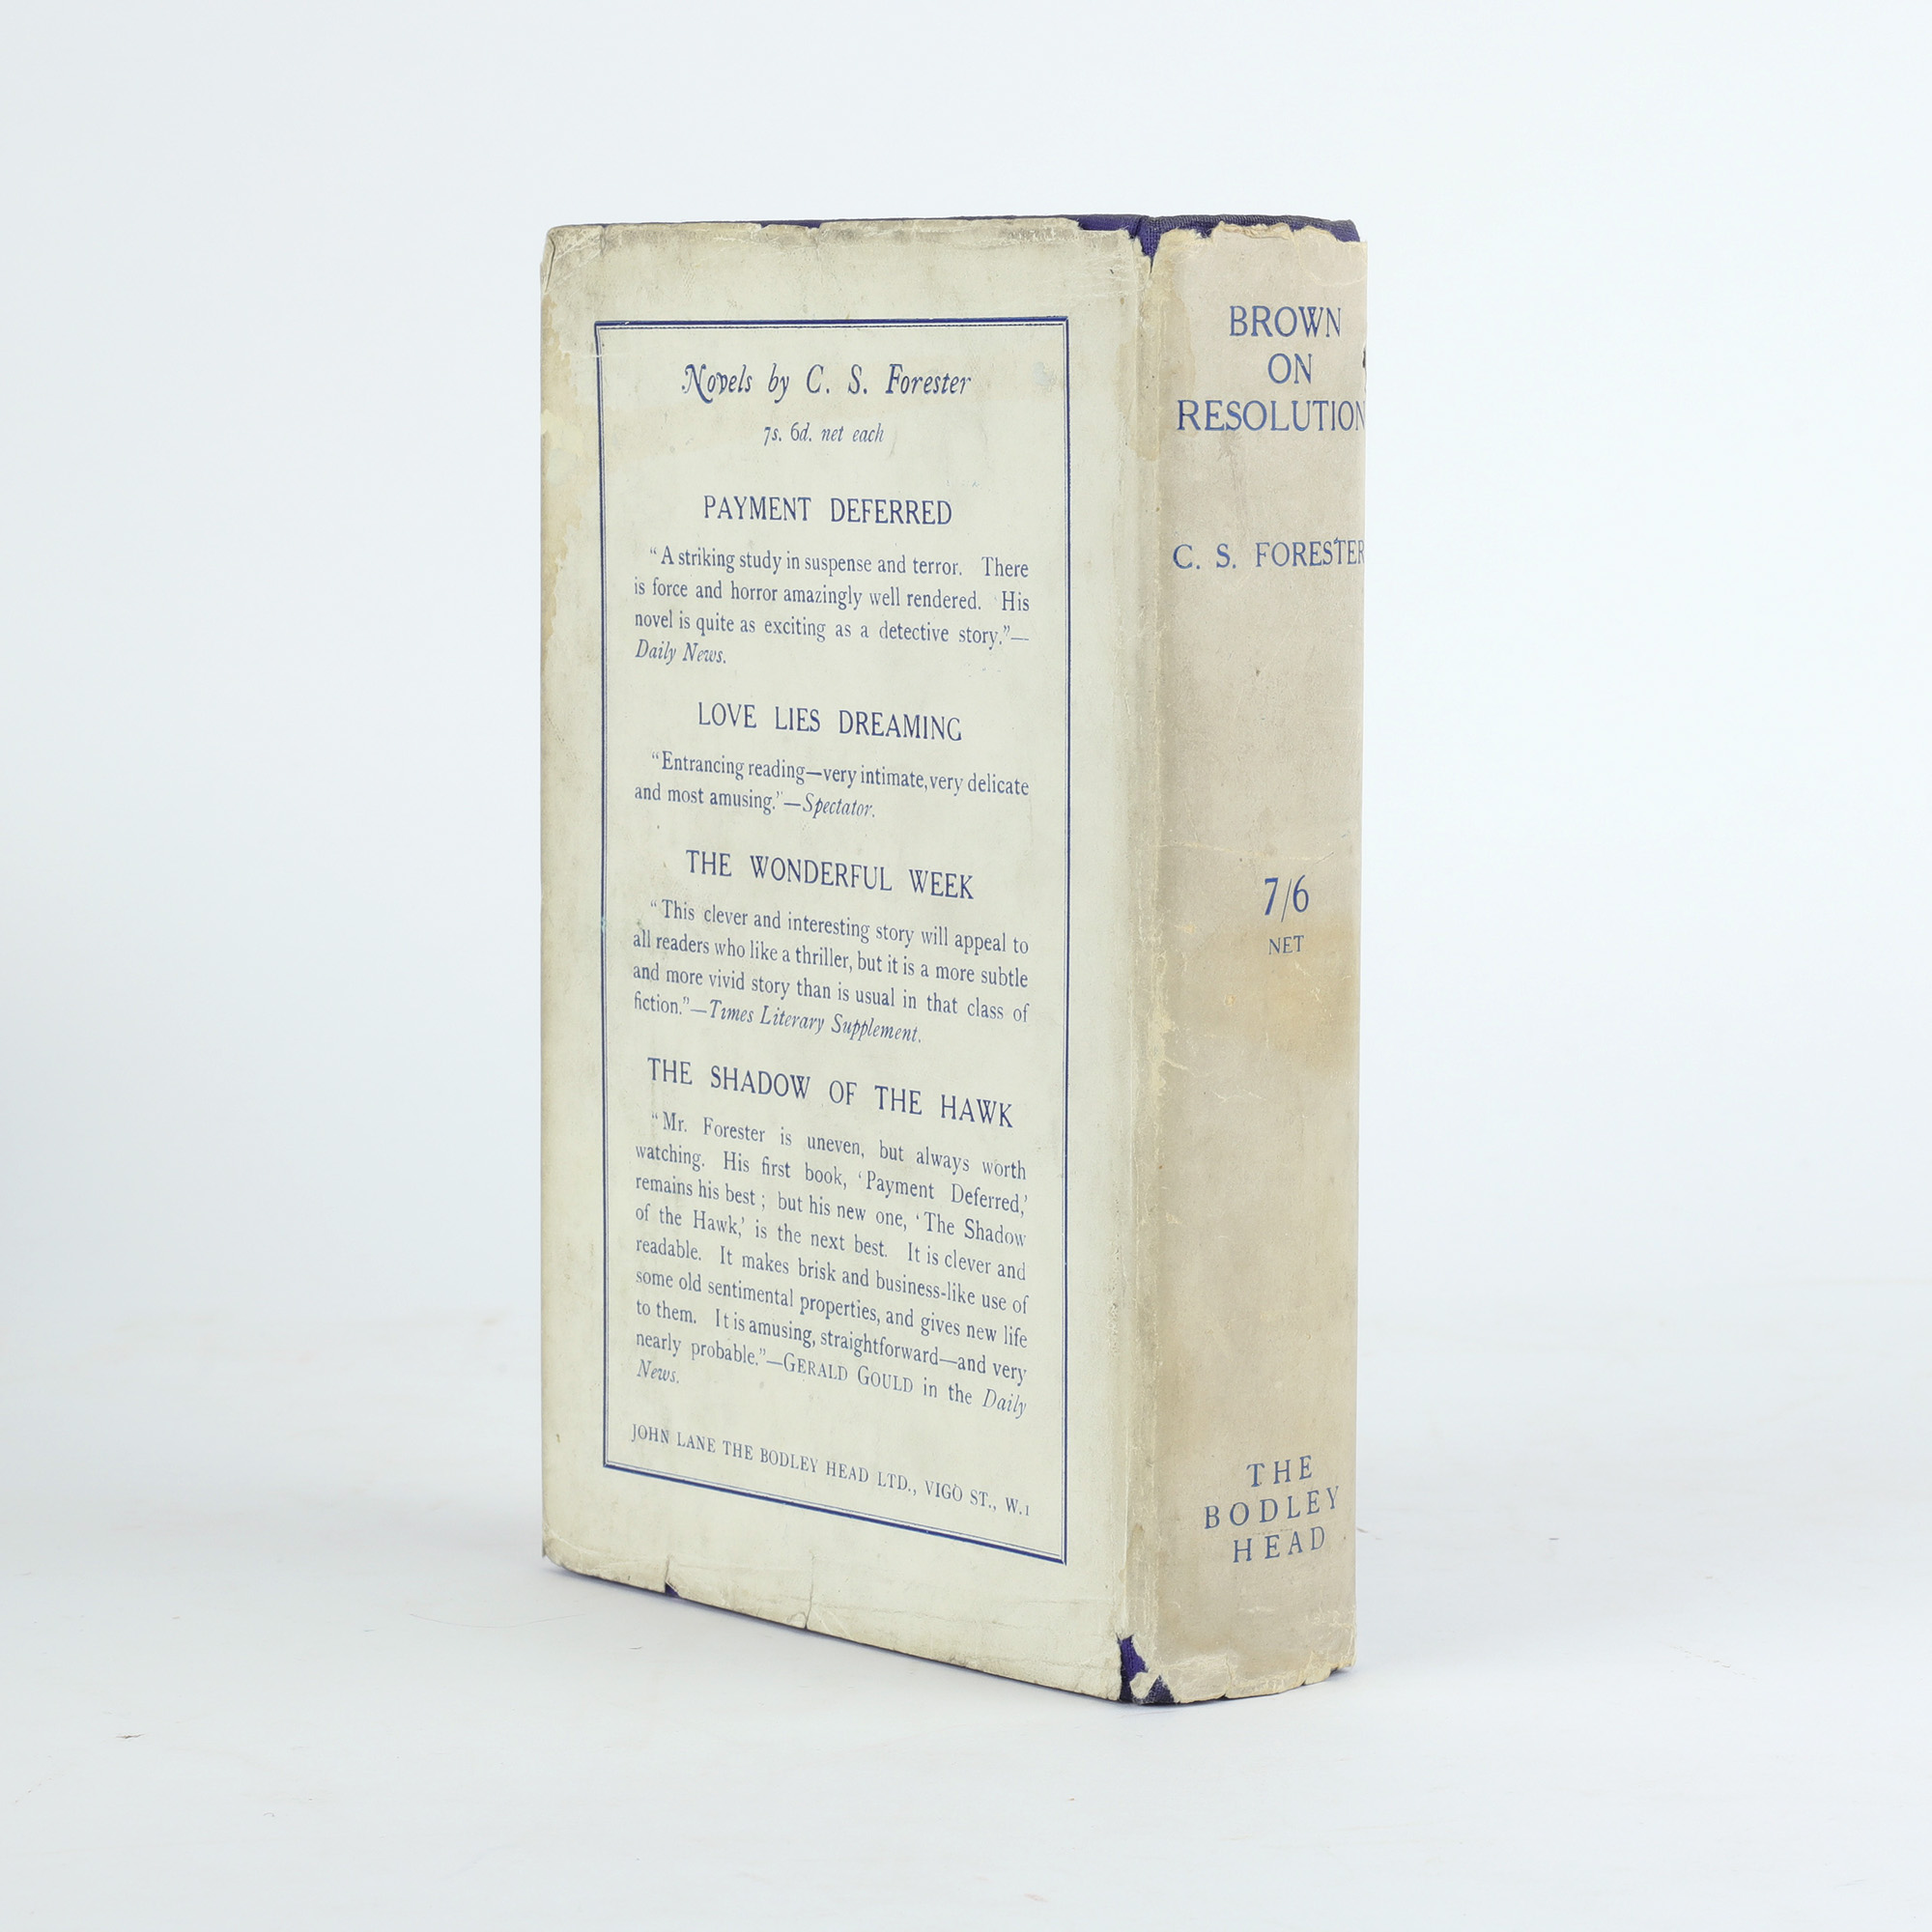 Novels by C. S. Forester
7s. 6d. net each
PAYMENT DEFERRED
“A striking study in suspense and terror. There
is force and horror amazingly well rendered. His
novel is quite as exciting as a detective story.”—
Daily News.
LOVE LIES DREAMING
“Entrancing reading—very intimate, very delicate
and most amusing.”—Spectator.
THE WONDERFUL WEEK
“This clever and interesting story will appeal to
all readers who like a thriller, but it is a more subtle
and more vivid story than is usual in that class of
fiction.”—Times Literary Supplement.
THE SHADOW OF THE HAWK
“Mr. Forester is uneven, but always worth
watching. His first book, ‘Payment Deferred,’
remains his best; but his new one, ‘The Shadow
of the Hawk,’ is the next best. It is clever and
readable. It makes brisk and business-like use of
some old sentimental properties, and gives new life
to them. It is amusing, straightforward—and very
nearly probable.”—GERALD GOULD in the Daily
News.
JOHN LANE THE BODLEY HEAD LTD., VIGO ST., W.1
BROWN
ON
RESOLUTION
C. S. FORESTER
7/6
NET
THE
BODLEY
HEAD